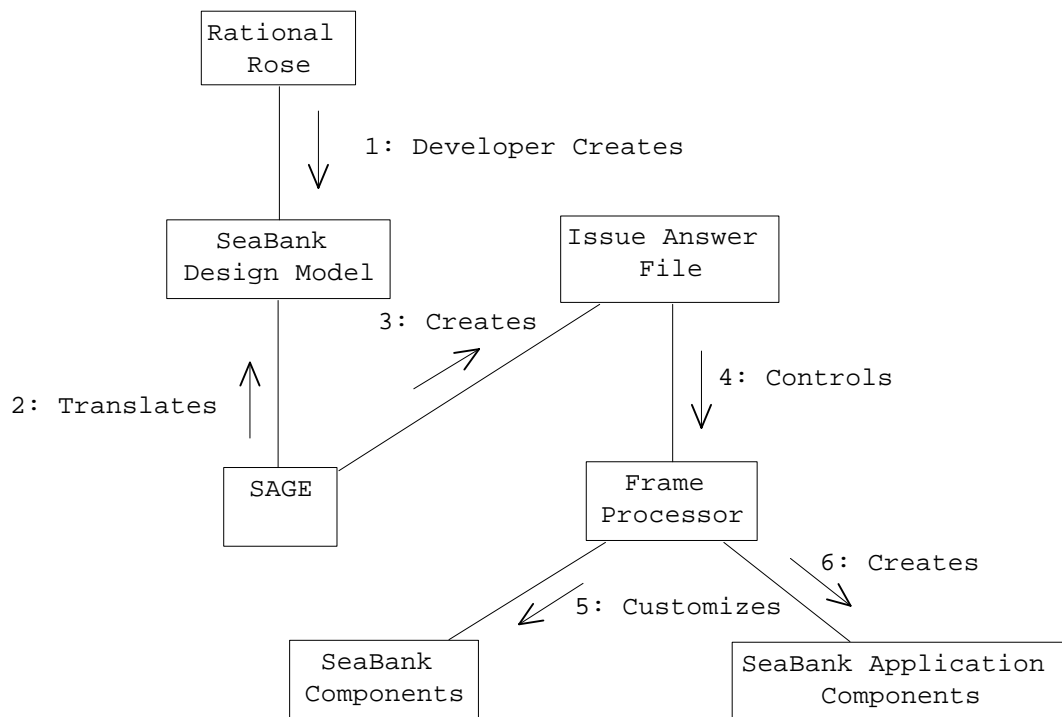 Rational
Rose
1: Developer Creates
SeaBank
Design Model
Issue Answer
File
3: Creates
2: Translates
4: Controls
SAGE
Frame
Processor
6: Creates
5: Customizes
SeaBank
Components
SeaBank Application
Components